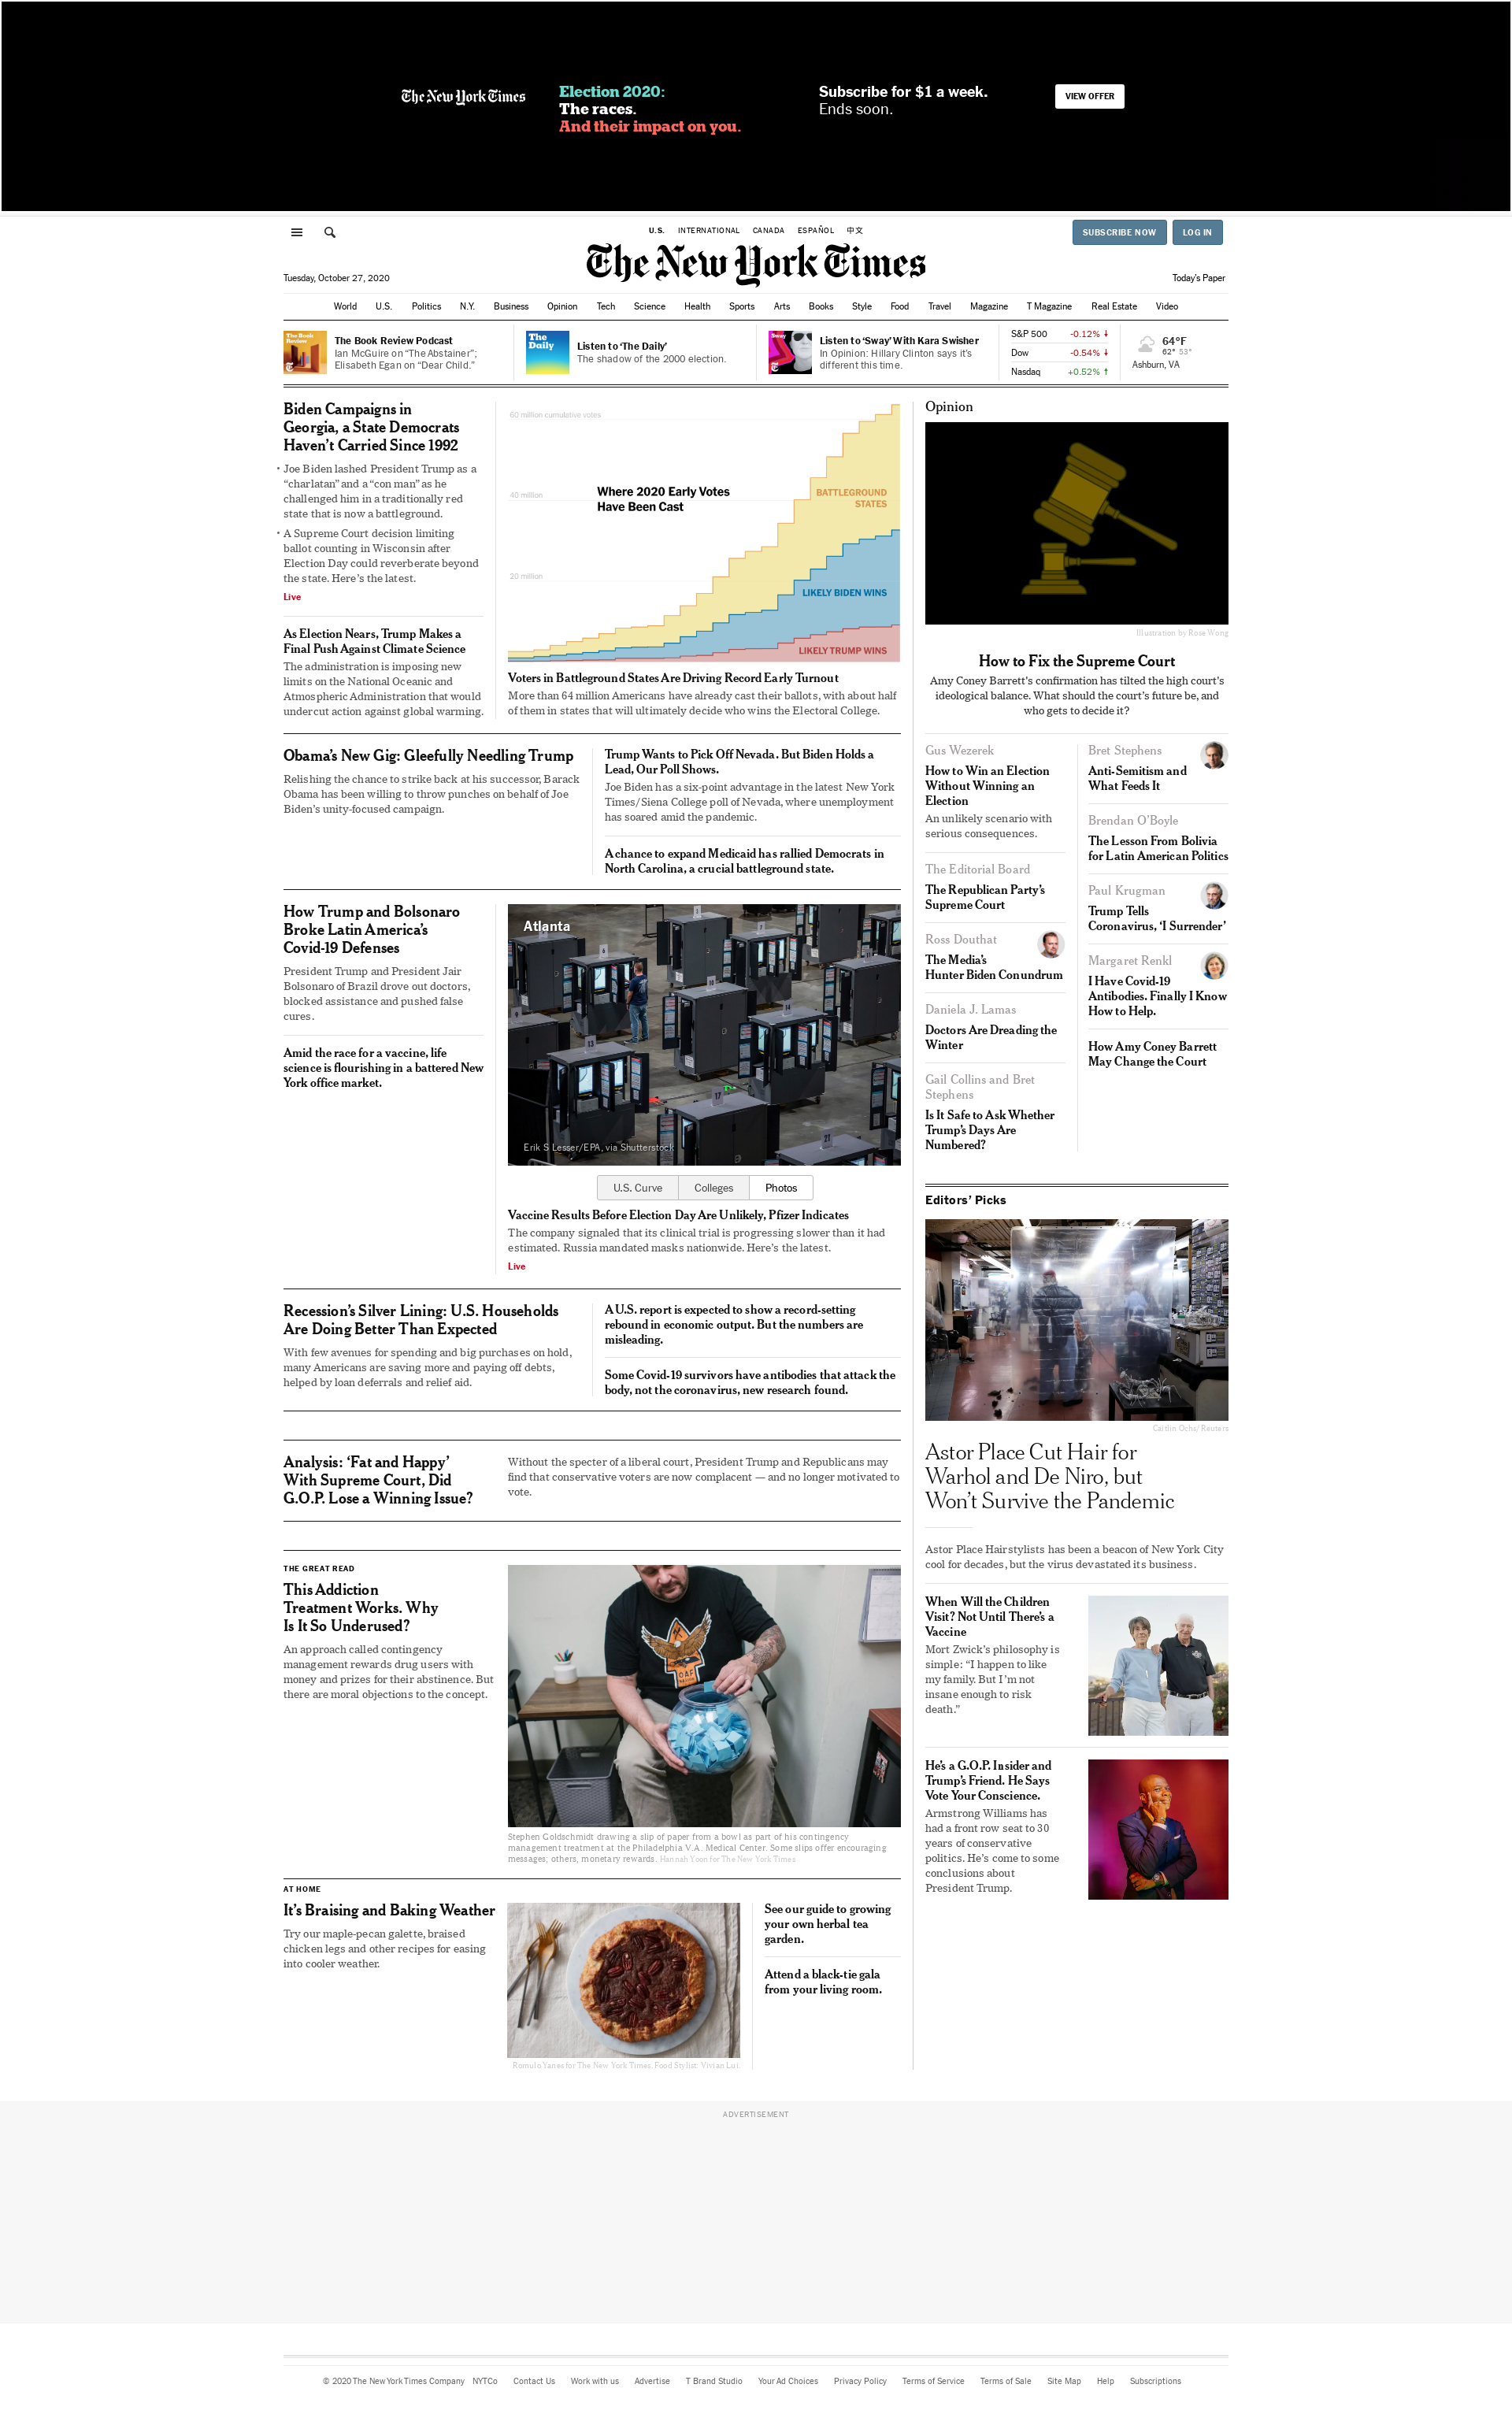 The New York Times
Election 2020:
The races.
And their impact on you.
Subscribe for $1 a week.
Ends soon.
VIEW OFFER
U.S. INTERNATIONAL CANADA ESPAÑOL 中文
SUBSCRIBE NOW
LOG IN
The New York Times
Tuesday, October 27, 2020
Today's Paper
World U.S. Politics N.Y. Business Opinion Tech Science Health Sports Arts Books Style Food Travel Magazine T Magazine Real Estate Video
The Book Review
The Book Review Podcast
Ian McGuire on “The Abstainer”;
Elisabeth Egan on “Dear Child.”
The
Daily
Listen to ‘The Daily’
The shadow of the 2000 election.
Sway
Listen to ‘Sway’ With Kara Swisher
In Opinion: Hillary Clinton says it’s
different this time.
S&P 500 -0.12%
Dow -0.54%
Nasdaq +0.52%
64°F
62° 53°
Ashburn, VA
Biden Campaigns in
Georgia, a State Democrats
Haven’t Carried Since 1992
• Joe Biden lashed President Trump as a
“charlatan” and a “con man” as he
challenged him in a traditionally red
state that is now a battleground.
• A Supreme Court decision limiting
ballot counting in Wisconsin after
Election Day could reverberate beyond
the state. Here’s the latest.
Live
As Election Nears, Trump Makes a
Final Push Against Climate Science
The administration is imposing new
limits on the National Oceanic and
Atmospheric Administration that would
undercut action against global warming.
60 million cumulative votes
40 million
20 million
Where 2020 Early Votes
Have Been Cast
BATTLEGROUND
STATES
LIKELY BIDEN WINS
LIKELY TRUMP WINS
Voters in Battleground States Are Driving Record Early Turnout
More than 64 million Americans have already cast their ballots, with about half
of them in states that will ultimately decide who wins the Electoral College.
Obama’s New Gig: Gleefully Needling Trump
Relishing the chance to strike back at his successor, Barack
Obama has been willing to throw punches on behalf of Joe
Biden’s unity-focused campaign.
Trump Wants to Pick Off Nevada. But Biden Holds a
Lead, Our Poll Shows.
Joe Biden has a six-point advantage in the latest New York
Times/Siena College poll of Nevada, where unemployment
has soared amid the pandemic.
A chance to expand Medicaid has rallied Democrats in
North Carolina, a crucial battleground state.
How Trump and Bolsonaro
Broke Latin America’s
Covid-19 Defenses
President Trump and President Jair
Bolsonaro of Brazil drove out doctors,
blocked assistance and pushed false
cures.
Amid the race for a vaccine, life
science is flourishing in a battered New
York office market.
Atlanta
13
17
21
Erik S Lesser/EPA, via Shutterstock
U.S. Curve Colleges Photos
Vaccine Results Before Election Day Are Unlikely, Pfizer Indicates
The company signaled that its clinical trial is progressing slower than it had
estimated. Russia mandated masks nationwide. Here’s the latest.
Live
Recession’s Silver Lining: U.S. Households
Are Doing Better Than Expected
With few avenues for spending and big purchases on hold,
many Americans are saving more and paying off debts,
helped by loan deferrals and relief aid.
A U.S. report is expected to show a record-setting
rebound in economic output. But the numbers are
misleading.
Some Covid-19 survivors have antibodies that attack the
body, not the coronavirus, new research found.
Analysis: ‘Fat and Happy’
With Supreme Court, Did
G.O.P. Lose a Winning Issue?
Without the specter of a liberal court, President Trump and Republicans may
find that conservative voters are now complacent — and no longer motivated to
vote.
THE GREAT READ
This Addiction
Treatment Works. Why
Is It So Underused?
An approach called contingency
management rewards drug users with
money and prizes for their abstinence. But
there are moral objections to the concept.
Stephen Goldschmidt drawing a slip of paper from a bowl as part of his contingency
management treatment at the Philadelphia V.A. Medical Center. Some slips offer encouraging
messages; others, monetary rewards. Hannah Yoon for The New York Times
AT HOME
It’s Braising and Baking Weather
Try our maple-pecan galette, braised
chicken legs and other recipes for easing
into cooler weather.
Romulo Yanes for The New York Times. Food Stylist: Vivian Lui.
See our guide to growing
your own herbal tea
garden.
Attend a black-tie gala
from your living room.
Opinion
Illustration by Rose Wong
How to Fix the Supreme Court
Amy Coney Barrett’s confirmation has tilted the high court’s
ideological balance. What should the court’s future be, and
who gets to decide it?
Gus Wezerek
How to Win an Election
Without Winning an
Election
An unlikely scenario with
serious consequences.
The Editorial Board
The Republican Party’s
Supreme Court
Ross Douthat
The Media’s
Hunter Biden Conundrum
Daniela J. Lamas
Doctors Are Dreading the
Winter
Gail Collins and Bret
Stephens
Is It Safe to Ask Whether
Trump’s Days Are
Numbered?
Bret Stephens
Anti-Semitism and
What Feeds It
Brendan O’Boyle
The Lesson From Bolivia
for Latin American Politics
Paul Krugman
Trump Tells
Coronavirus, ‘I Surrender’
Margaret Renkl
I Have Covid-19
Antibodies. Finally I Know
How to Help.
How Amy Coney Barrett
May Change the Court
Editors’ Picks
Caitlin Ochs/Reuters
Astor Place Cut Hair for
Warhol and De Niro, but
Won’t Survive the Pandemic
Astor Place Hairstylists has been a beacon of New York City
cool for decades, but the virus devastated its business.
When Will the Children
Visit? Not Until There’s a
Vaccine
Mort Zwick’s philosophy is
simple: “I happen to like
my family. But I’m not
insane enough to risk
death.”
He’s a G.O.P. Insider and
Trump’s Friend. He Says
Vote Your Conscience.
Armstrong Williams has
had a front row seat to 30
years of conservative
politics. He’s come to some
conclusions about
President Trump.
ADVERTISEMENT
© 2020 The New York Times Company NYTCo Contact Us Work with us Advertise T Brand Studio Your Ad Choices Privacy Policy Terms of Service Terms of Sale Site Map Help Subscriptions